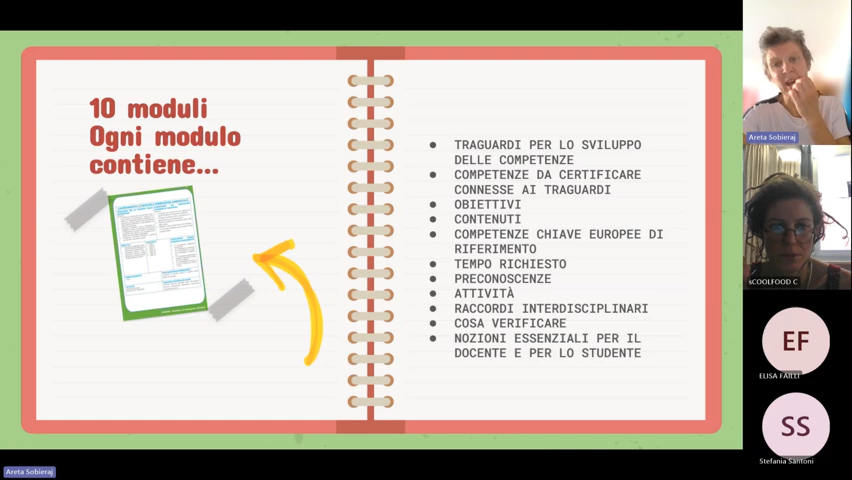 10 moduli
Ogni modulo
contiene...
TRAGUARDI PER LO SVILUPPO
DELLE COMPETENZE
COMPETENZE DA CERTIFICARE
CONNESSE AI TRAGUARDI
OBIETTIVI
CONTENUTI
COMPETENZE CHIAVE EUROPEE DI
RIFERIMENTO
TEMPO RICHIESTO
PRECONOSCENZE
ATTIVITÀ
RACCORDI INTERDISCIPLINARI
COSA VERIFICARE
NOZIONI ESSENZIALI PER IL
DOCENTE E PER LO STUDENTE
Areta Sobieraj
sCOOLFOOD C
EF
ELISA FAILLI
SS
Stefania Santoni
Areta Sobieraj